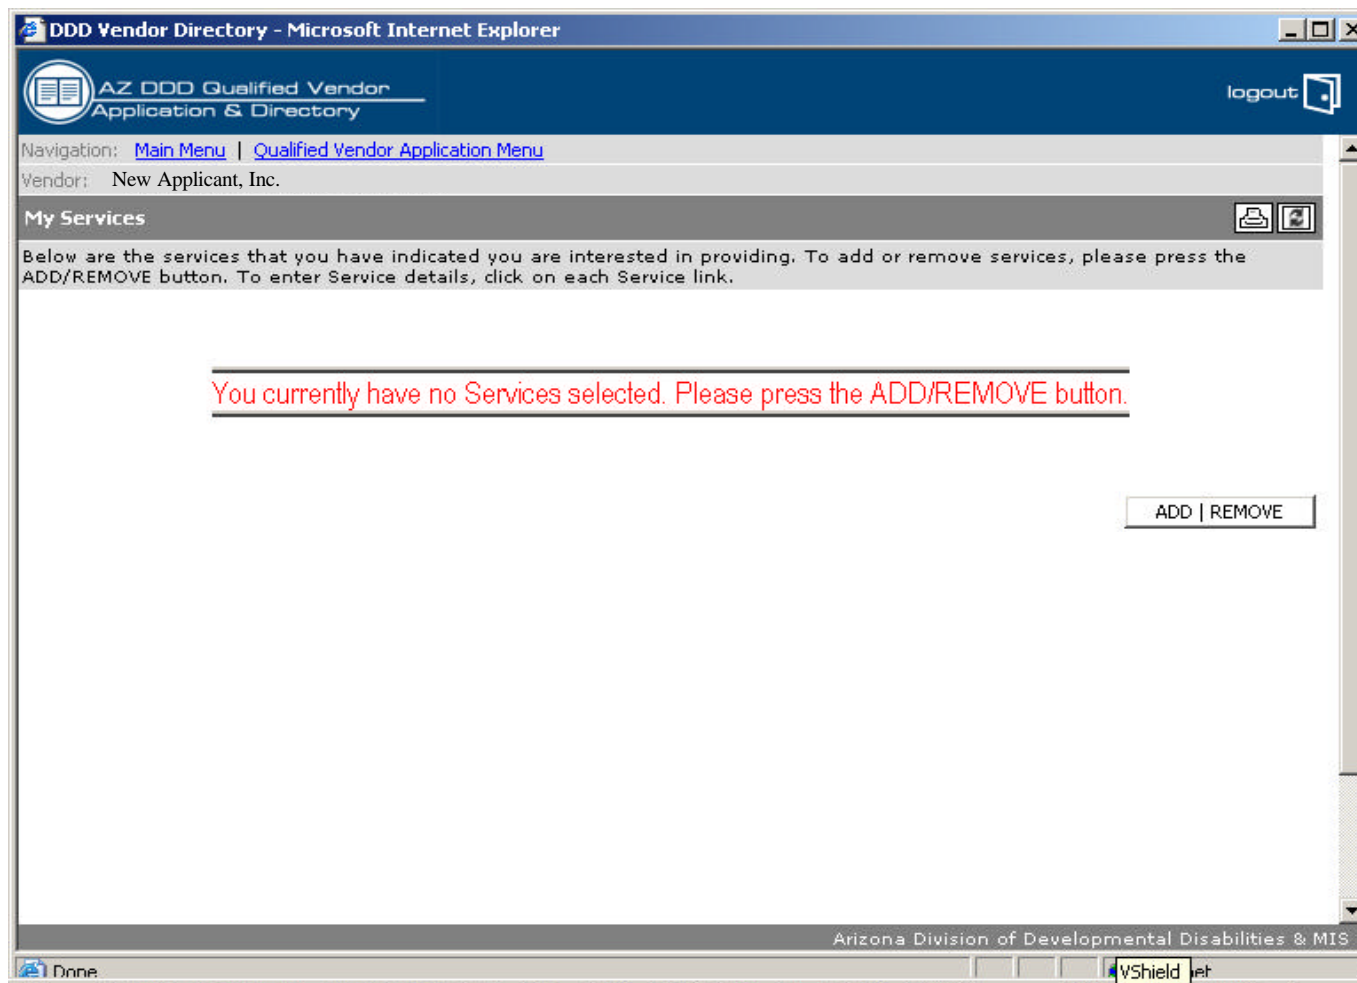 DDD Vendor Directory - Microsoft Internet Explorer
AZ DDD Qualified Vendor
Application & Directory
logout
Navigation: Main Menu | Qualified Vendor Application Menu
Vendor: New Applicant, Inc.
My Services
Below are the services that you have indicated you are interested in providing. To add or remove services, please press the
ADD/REMOVE button. To enter Service details, click on each Service link.
You currently have no Services selected. Please press the ADD/REMOVE button.
ADD | REMOVE
Arizona Division of Developmental Disabilities & MIS
Done
VShield